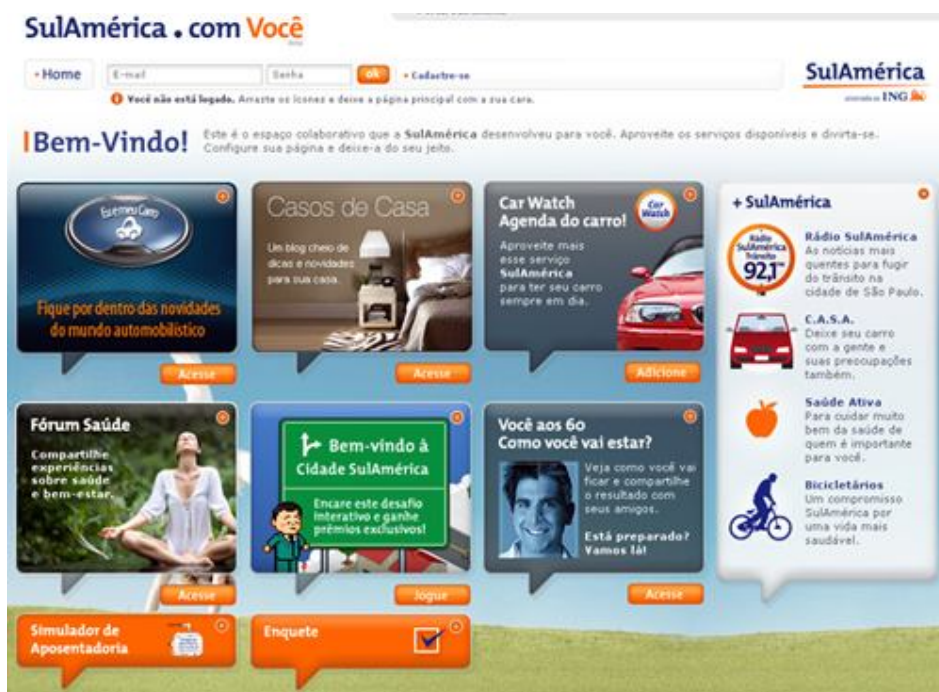 SulAmérica.com Você
Home
E-mail
Senha
ok
Cadastre-se
SulAmérica
associada ao ING
Você não está logado. Arraste os ícones e deixe a página principal com a sua cara.
Bem-Vindo!
Este é o espaço colaborativo que a SulAmérica desenvolveu para você. Aproveite os serviços disponíveis e divirta-se.
Configure sua página e deixe-a do seu jeito.
Eu e meu Carro
Fique por dentro das novidades
do mundo automobilístico
Acesse
Casos de Casa
Um blog cheio de
dicas e novidades
para sua casa.
Acesse
Car Watch
Agenda do carro!
Car
Watch
Aproveite mais
esse serviço
SulAmérica
para ter seu carro
sempre em dia.
Adicione
+ SulAmérica
Rádio
SulAmérica
Trânsito
92,1
Rádio SulAmérica
As notícias mais
quentes para fugir
do trânsito na
cidade de São Paulo.
C.A.S.A.
Deixe seu carro
com a gente e
suas preocupações
também.
Saúde Ativa
Para cuidar muito
bem da saúde de
quem é importante
para você.
Bicicletários
Um compromisso
SulAmérica por
uma vida mais
saudável.
Fórum Saúde
Compartilhe
experiências
sobre saúde
e bem-estar.
Acesse
Bem-vindo à
Cidade SulAmérica
Encare este desafio
interativo e ganhe
prêmios exclusivos!
Jogue
Você aos 60
Como você vai estar?
Veja como você vai
ficar e compartilhe
o resultado com
seus amigos.
Está preparado?
Vamos lá!
Acesse
Simulador de
Aposentadoria
Enquete